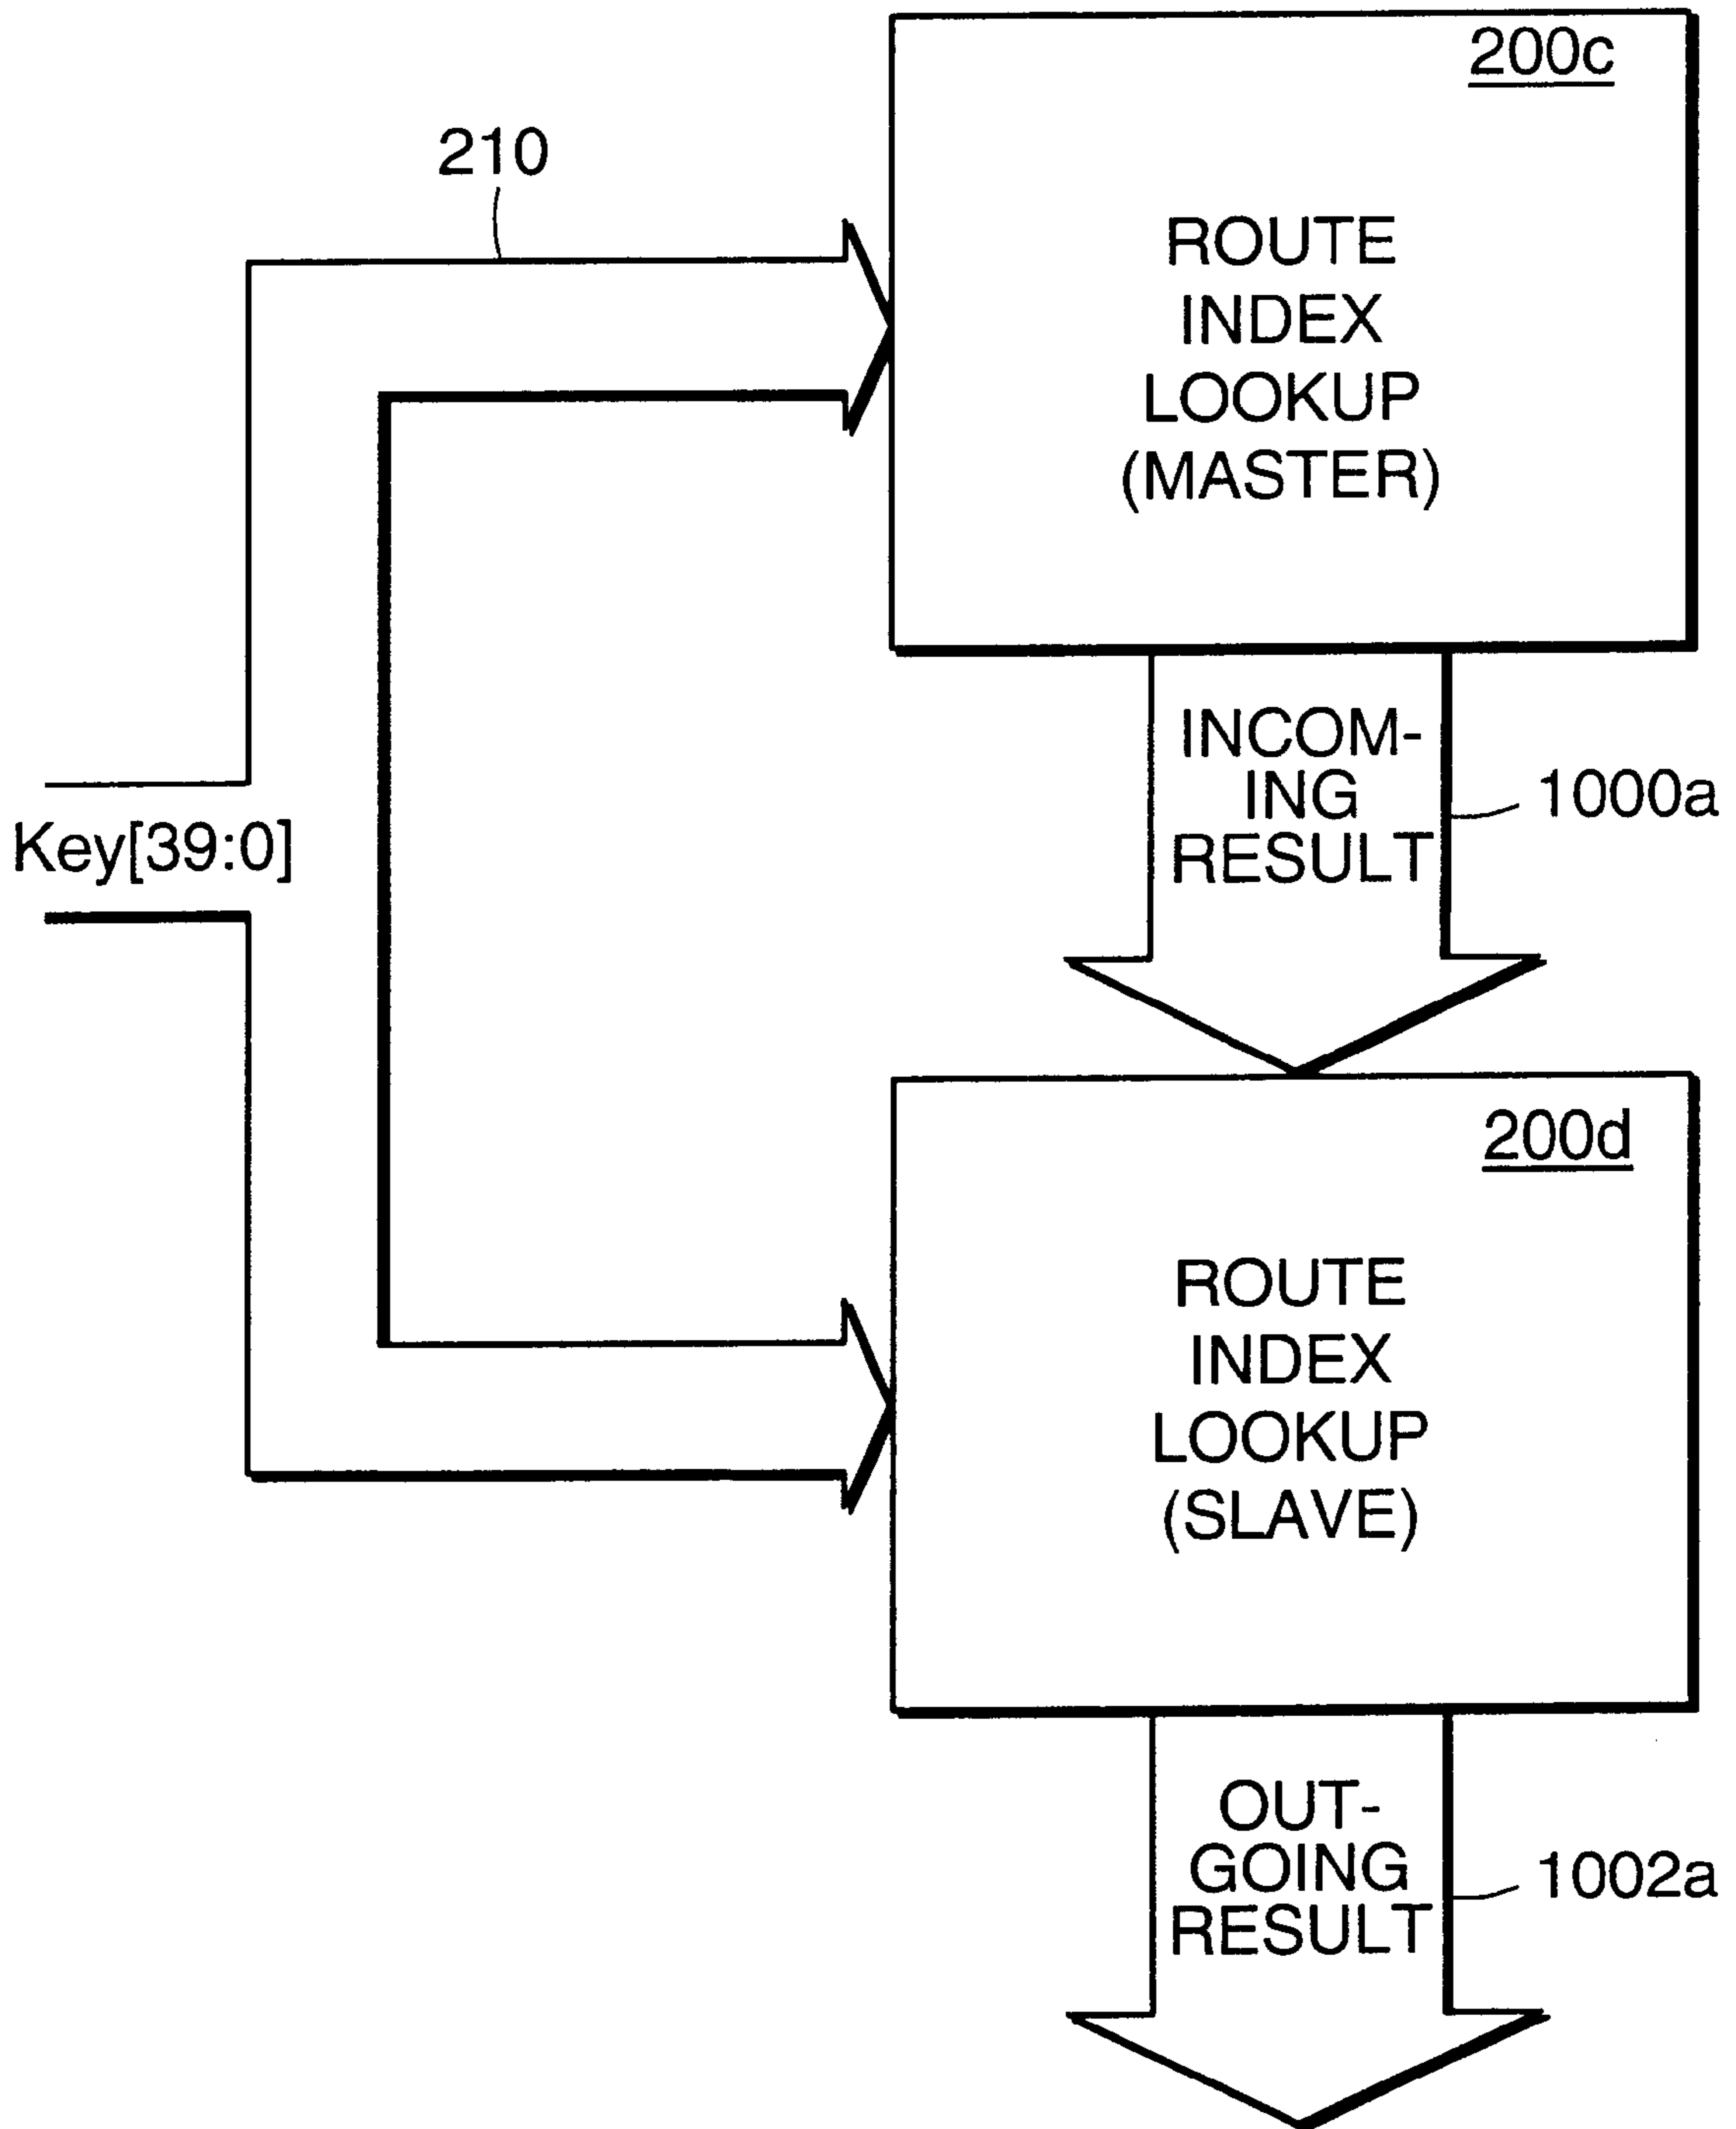 200c
210
ROUTE
INDEX
LOOKUP
(MASTER)
INCOM-
ING
RESULT
1000a
Key[39:0]
200d
ROUTE
INDEX
LOOKUP
(SLAVE)
OUT-
GOING
RESULT
1002a